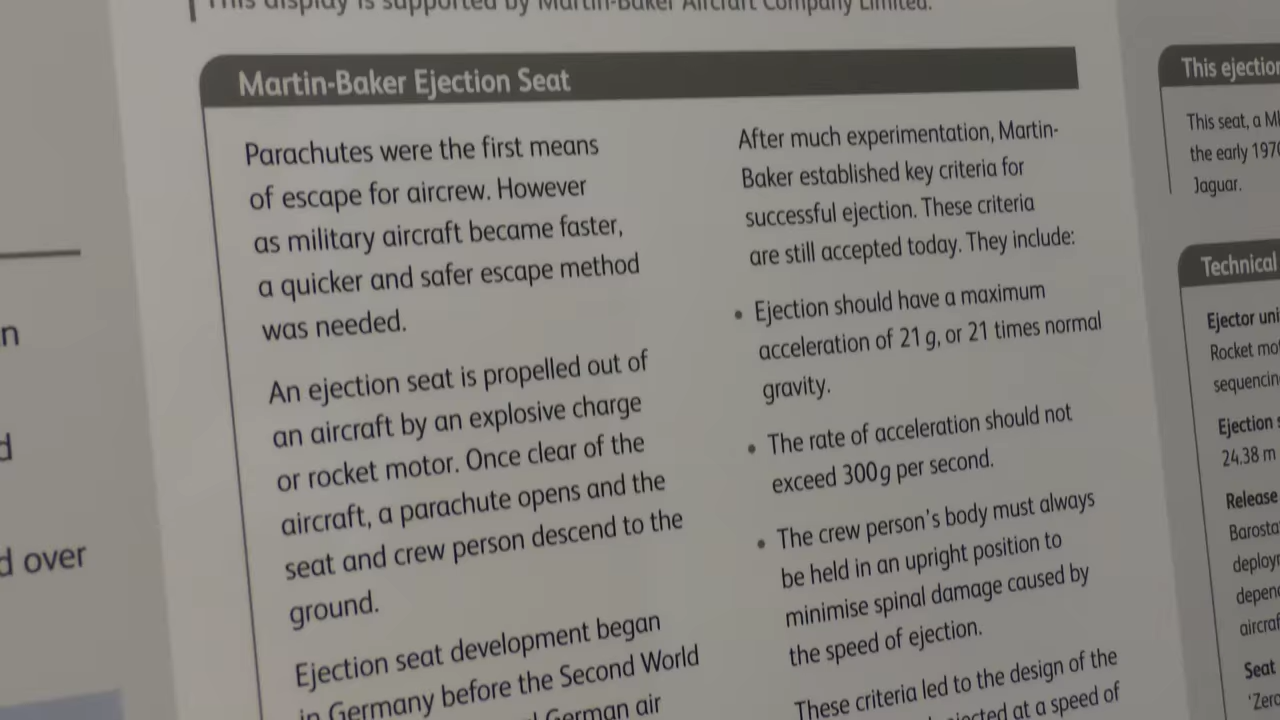 This display is supported by Martin-Baker Aircraft Company Limited.
Martin-Baker Ejection Seat
Parachutes were the first means
of escape for aircrew. However
as military aircraft became faster,
a quicker and safer escape method
was needed.
An ejection seat is propelled out of
an aircraft by an explosive charge
or rocket motor. Once clear of the
aircraft, a parachute opens and the
seat and crew person descend to the
ground.
Ejection seat development began
in Germany before the Second World
German air
After much experimentation, Martin-
Baker established key criteria for
successful ejection. These criteria
are still accepted today. They include:
• Ejection should have a maximum
acceleration of 21 g, or 21 times normal
gravity.
• The rate of acceleration should not
exceed 300g per second.
• The crew person's body must always
be held in an upright position to
minimise spinal damage caused by
the speed of ejection.
These criteria led to the design of the
at a speed of
This ejection
This seat, a
the early 197
Jaguar.
Technical
Ejector
Rocket
Ejection
24.38 m
Release
Seat
d over